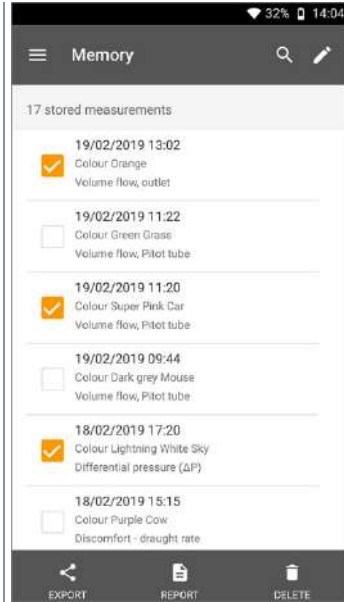 32% 14:04
Memory
17 stored measurements
19/02/2019 13:02
Colour Orange
Volume flow, outlet
19/02/2019 11:22
Colour Green Grass
Volume flow, Pitot tube
19/02/2019 11:20
Colour Super Pink Car
Volume flow, Pitot tube
19/02/2019 09:44
Colour Dark grey Mouse
Volume flow, Pitot tube
18/02/2019 17:20
Colour Lightning White Sky
Differential pressure (ΔP)
18/02/2019 15:15
Colour Purple Cow
Discomfort - draught rate
EXPORT REPORT DELETE